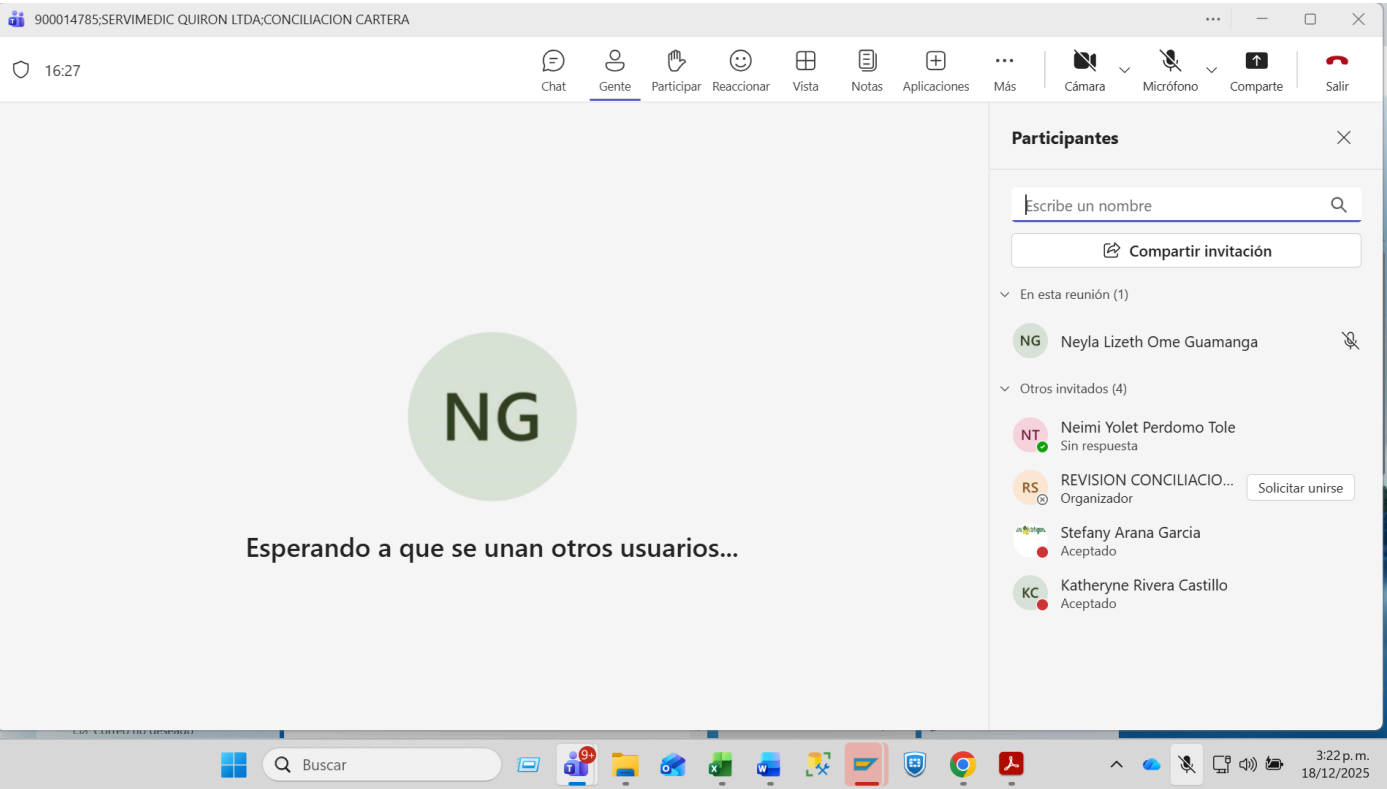 900014785;SERVIMEDIC QUIRON LTDA;CONCILIACION CARTERA
16:27
Chat
Gente
Participar
Reaccionar
Vista
Notas
Aplicaciones
Más
Cámara
Micrófono
Comparte
Salir
Participantes
Escribe un nombre
Compartir invitación
En esta reunión (1)
NG
Neyla Lizeth Ome Guamanga
Otros invitados (4)
NT
Neimi Yolet Perdomo Tole
Sin respuesta
RS
REVISION CONCILIACIO...
Organizador
Solicitar unirse
Stefany Arana Garcia
Aceptado
KC
Katheryne Rivera Castillo
Aceptado
NG
Esperando a que se unan otros usuarios...
Correo no deseado
Buscar
9+
3:22 p. m.
18/12/2025